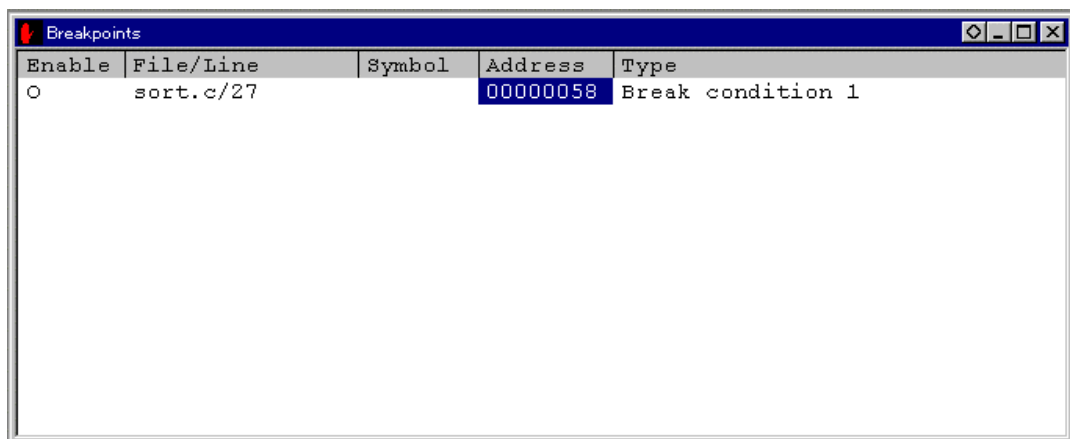 Breakpoints
Enable File/Line Symbol Address Type
O sort.c/27 00000058 Break condition 1